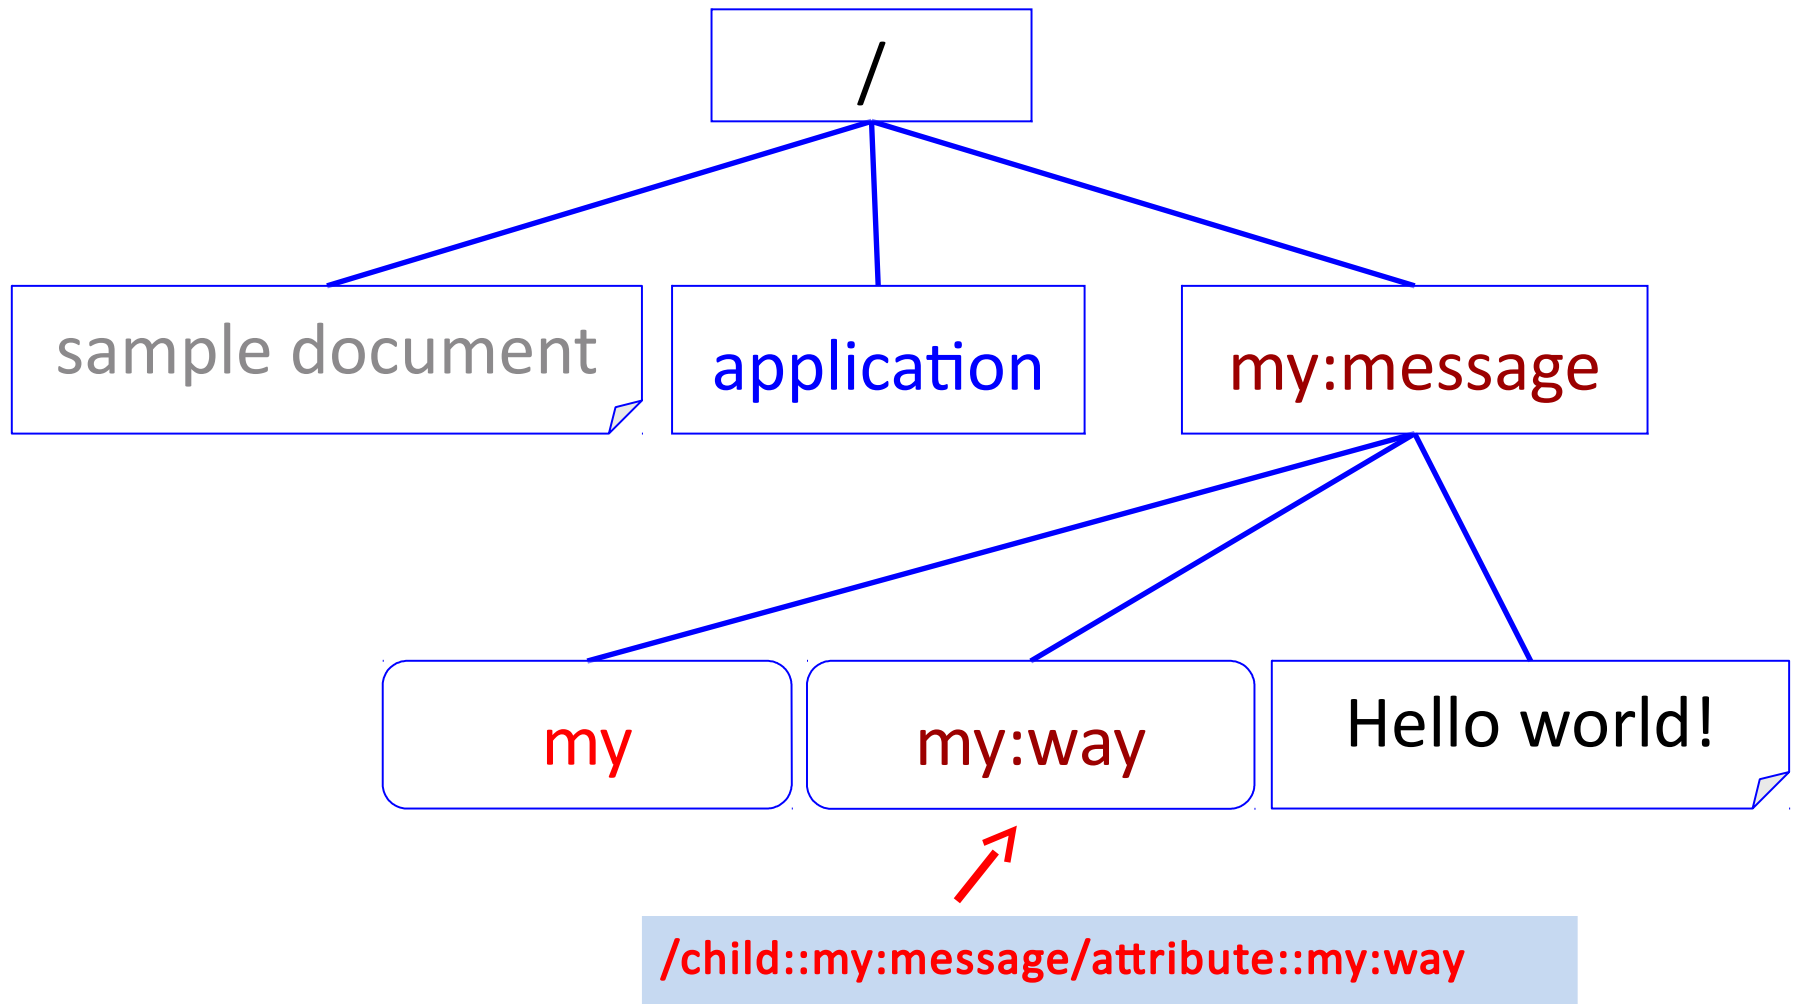 /
sample document
application
my:message
my
my:way
Hello world!
/child::my:message/attribute::my:way